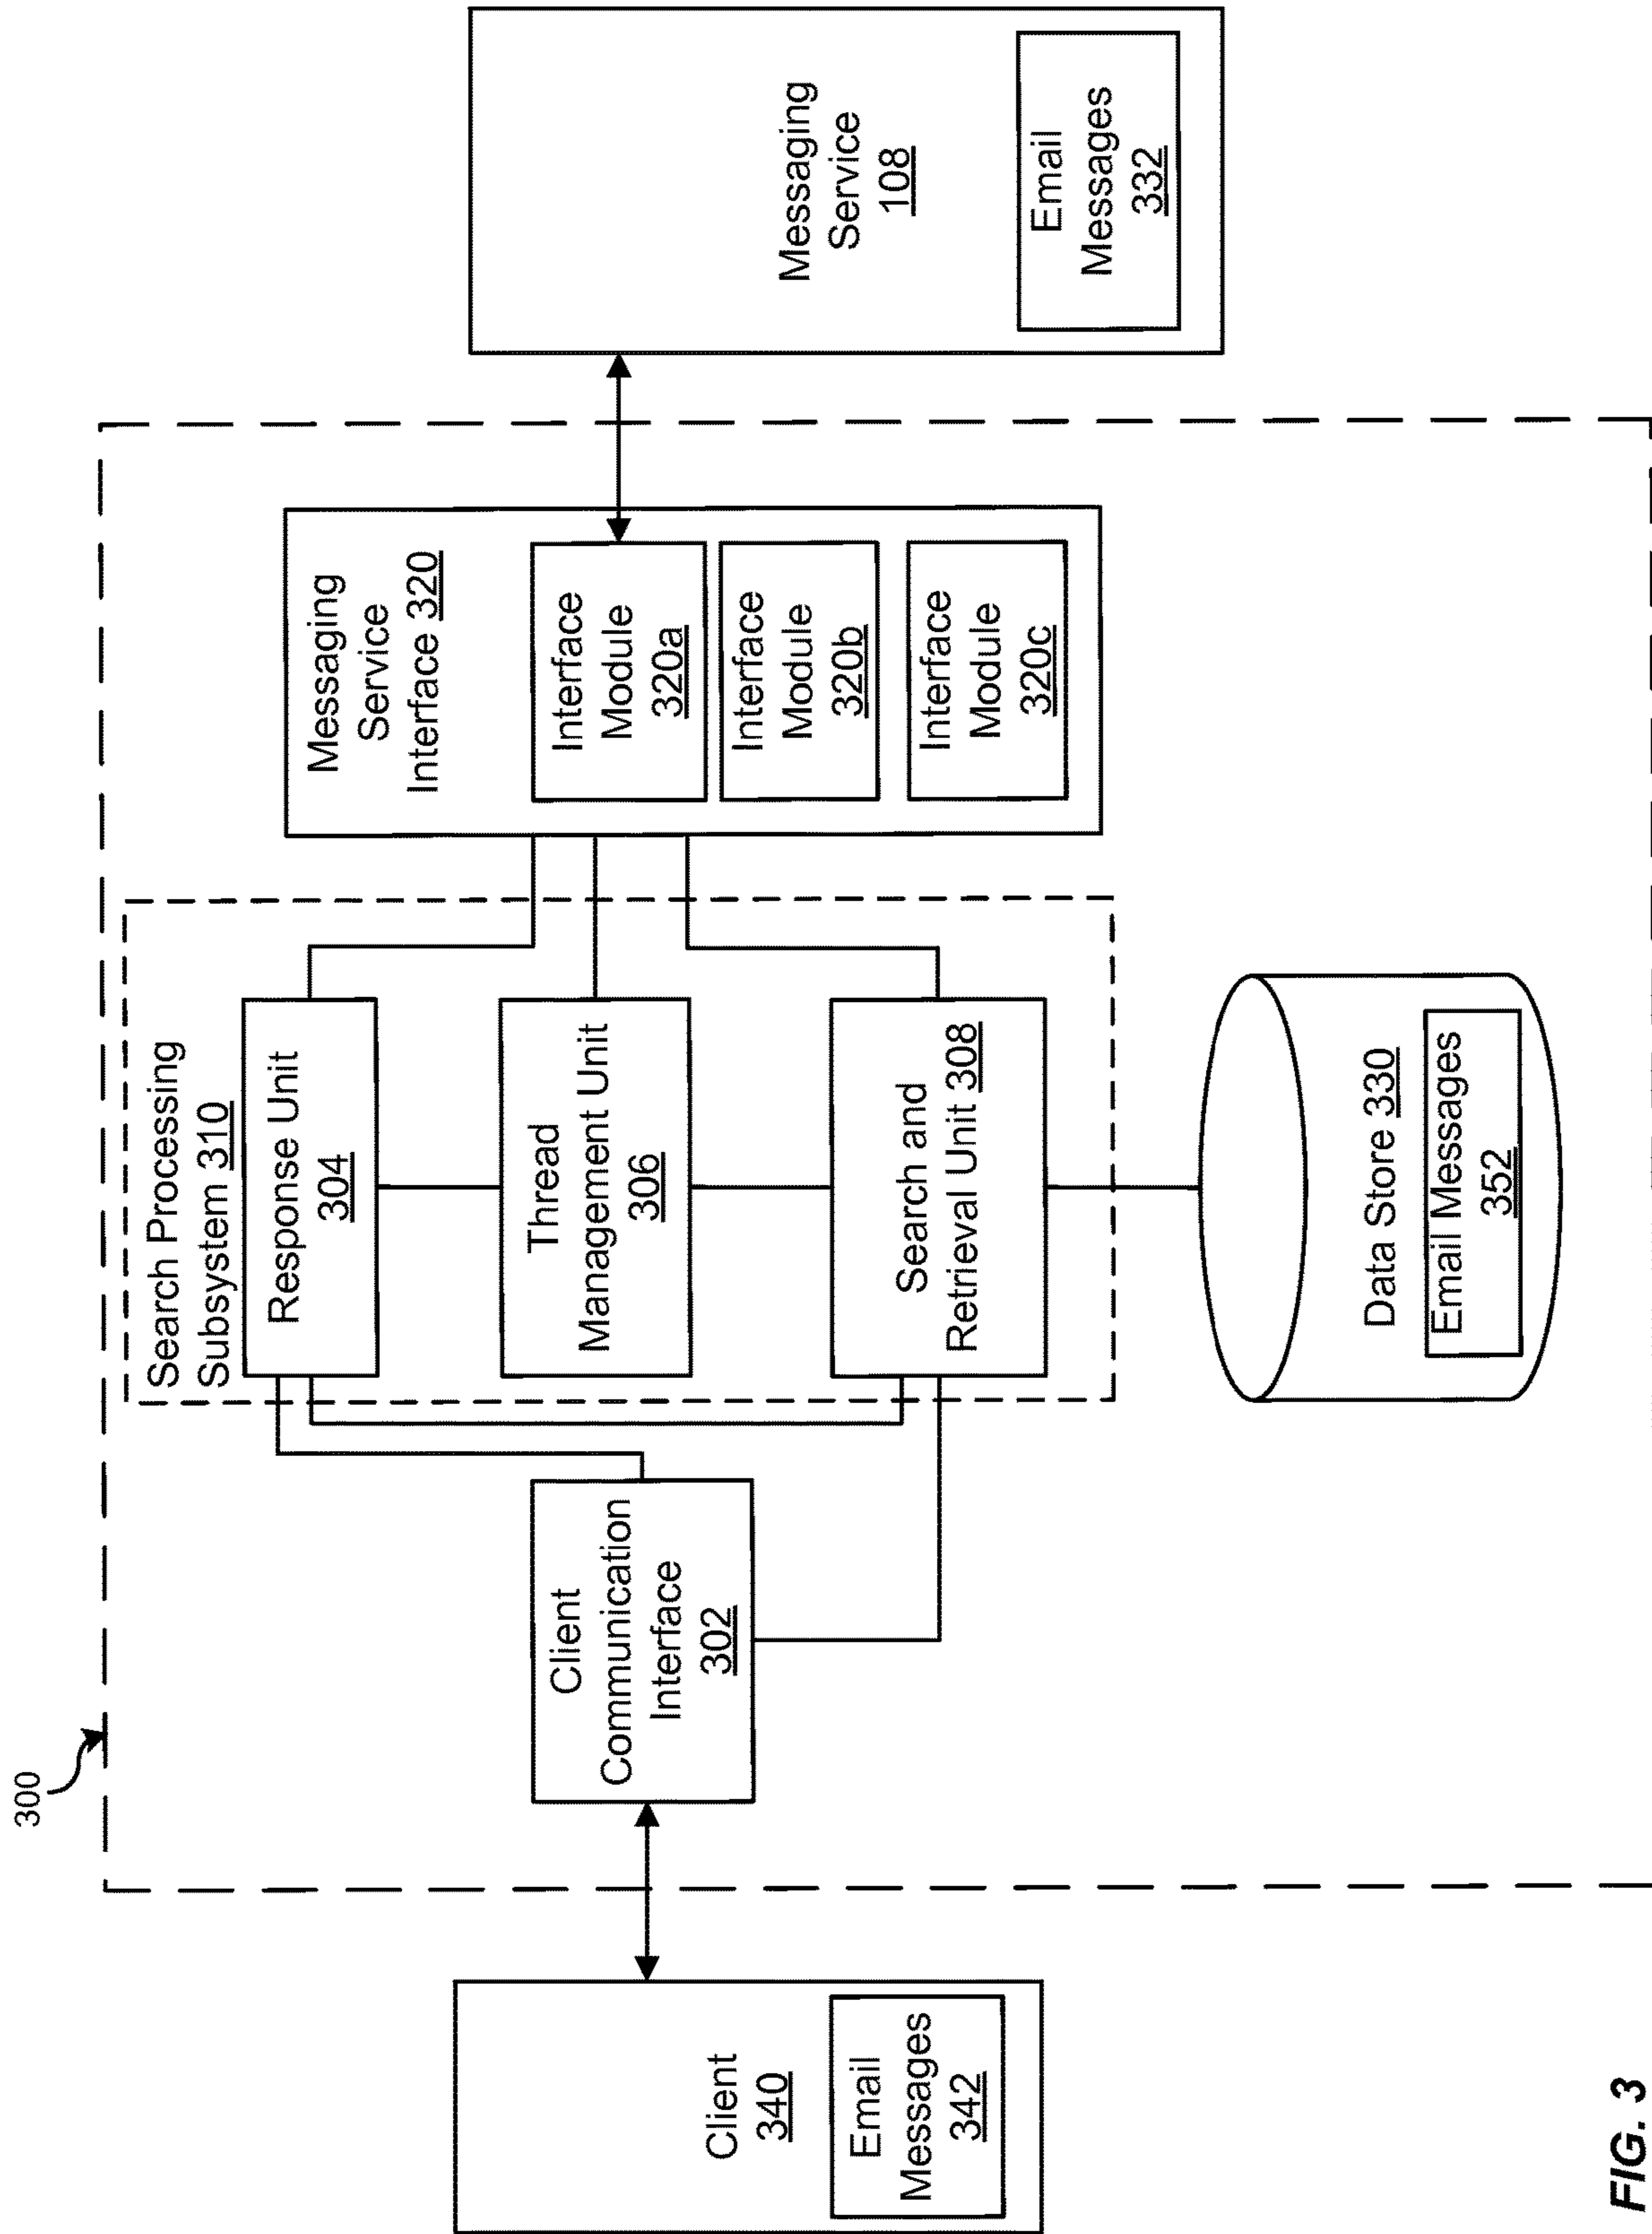 300
Client
340
Email
Messages
342
Client
Communication
Interface
302
Search Processing
Subsystem 310
Response Unit
304
Thread
Management Unit
306
Search and
Retrieval Unit 308
Data Store 330
Email Messages
352
Messaging
Service
Interface 320
Interface
Module
320a
Interface
Module
320b
Interface
Module
320c
Messaging
Service
108
Email
Messages
332
FIG. 3